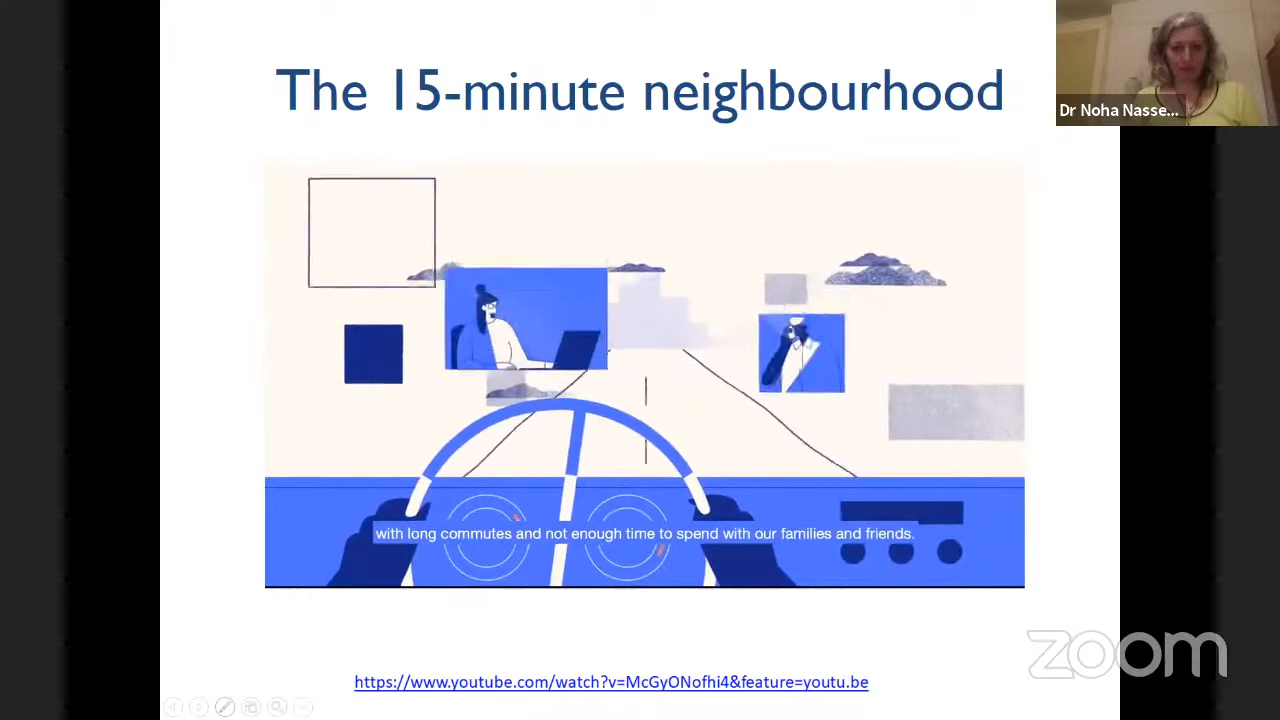 The 15-minute neighbourhood
Dr Noha Nasse...
with long commutes and not enough time to spend with our families and friends.
zoom
https://www.youtube.com/watch?v=McGyONofhi4&feature=youtu.be